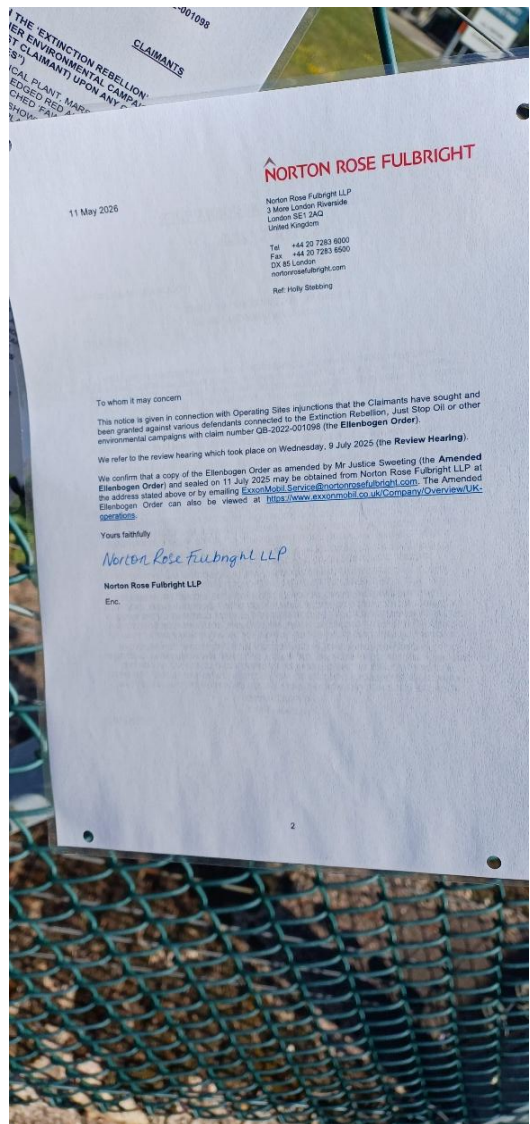 -001098
CLAIMANTS
THE 'EXTINCTION REBELLION'
ER ENVIRONMENTAL CAMPA
ST CLAIMANT) UPON ANY
ICAL PLANT, MAR
EDGED RED A
CHED 'FAW
SHOW
NORTON ROSE FULBRIGHT
11 May 2026
Norton Rose Fulbright LLP
3 More London Riverside
London SE1 2AQ
United Kingdom
Tel +44 20 7283 6000
Fax +44 20 7283 6500
DX 85 London
nortonrosefulbright.com
Ref: Holly Stebbing
To whom it may concern
This notice is given in connection with Operating Sites injunctions that the Claimants have sought and
been granted against various defendants connected to the Extinction Rebellion, Just Stop Oil or other
environmental campaigns with claim number QB-2022-001098 (the Ellenbogen Order).
We refer to the review hearing which took place on Wednesday, 9 July 2025 (the Review Hearing).
We confirm that a copy of the Ellenbogen Order as amended by Mr Justice Sweeting (the Amended
Ellenbogen Order) and sealed on 11 July 2025 may be obtained from Norton Rose Fulbright LLP at
the address stated above or by emailing ExxonMobil.Service@nortonrosefulbright.com. The Amended
Ellenbogen Order can also be viewed at https://www.exxonmobil.co.uk/Company/Overview/UK-
operations.
Yours faithfully
Norton Rose Fulbright LLP
Norton Rose Fulbright LLP
Enc.
2